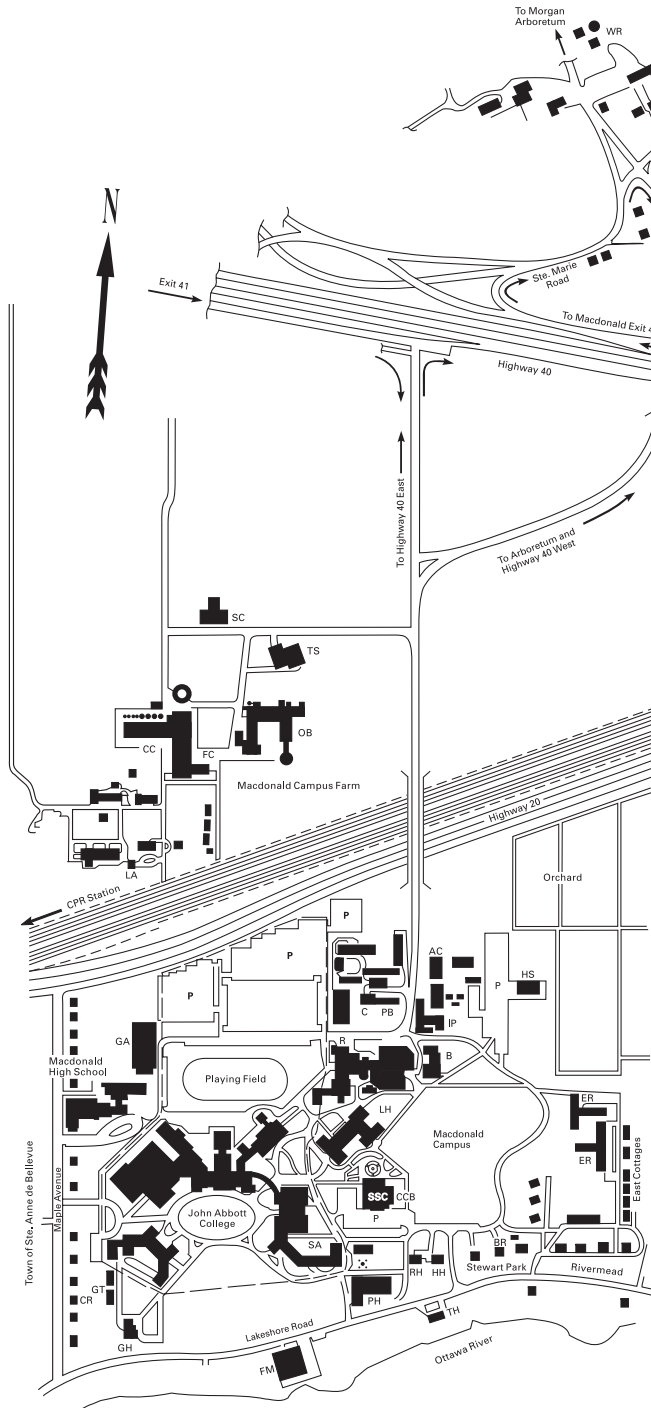 To Morgan
Arboretum
WR
N
Exit 41
Ste. Marie
Road
To Macdonald Exit 4
Highway 40
To Highway 40 East
To Arboretum and
Highway 40 West
SC
TS
OB
CC
FC
Macdonald Campus Farm
Highway 20
LA
CPR Station
Orchard
P
P
P
AC
P
HS
C
PB
IP
GA
R
B
Macdonald
High School
Playing Field
LH
ER
Macdonald
Campus
ER
East Cottages
SSC
CCB
P
John Abbott
College
Town of Ste. Anne de Bellevue
Maple Avenue
SA
BR
RH
HH
Stewart Park
Rivermead
GT
CR
PH
TH
GH
Lakeshore Road
Ottawa River
FM